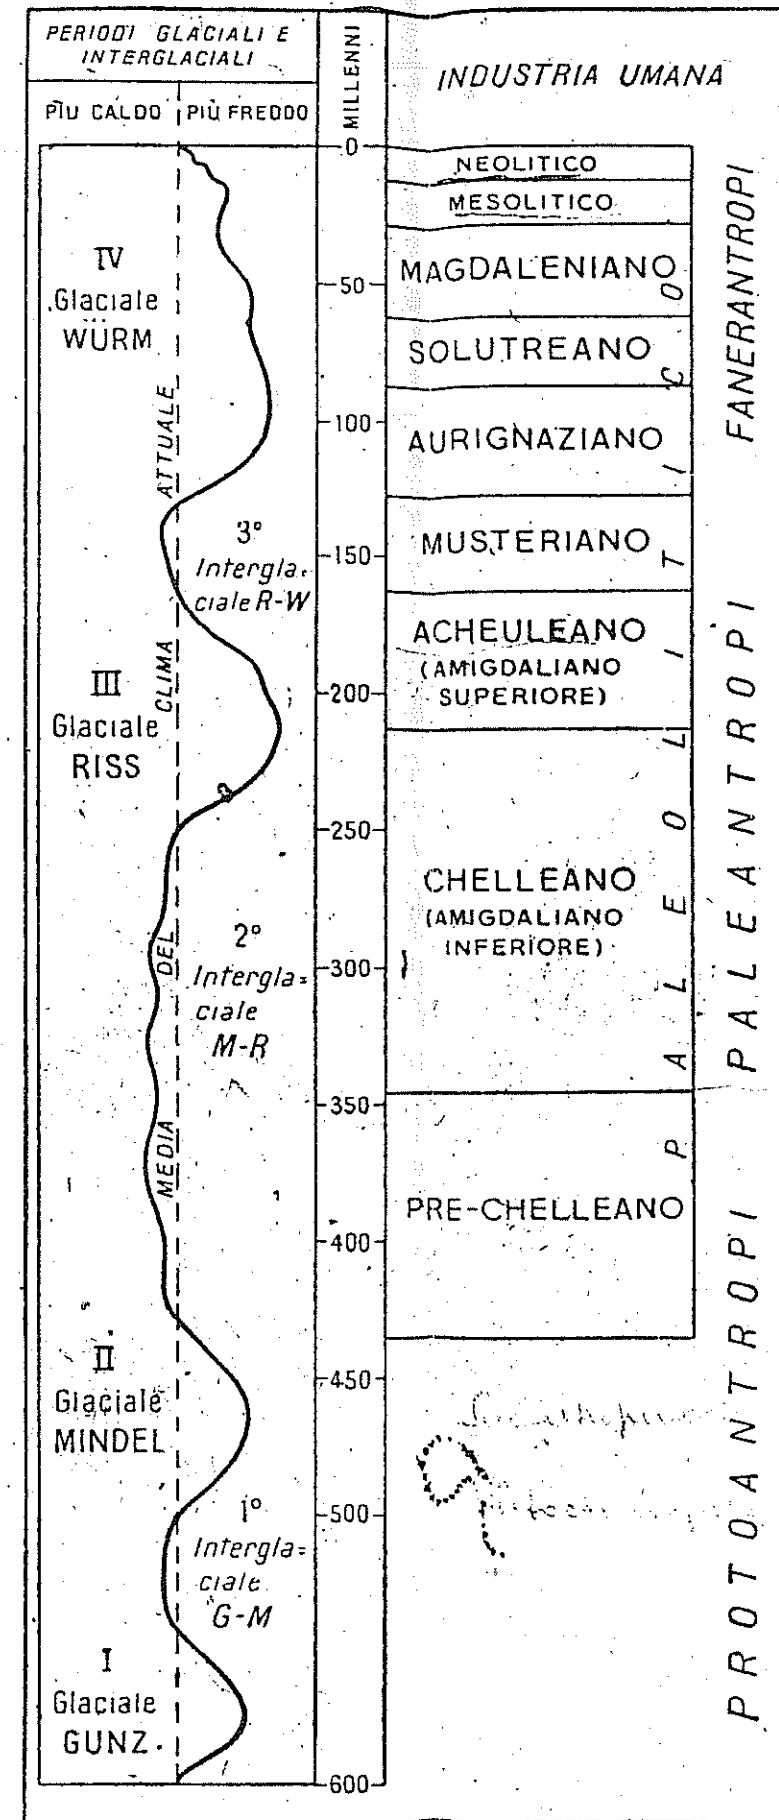 PERIODI GLACIALI E
INTERGLACIALI
PIÙ CALDO
PIÙ FREDDO
MILLENNI
INDUSTRIA UMANA
0
50
100
150
200
250
300
350
400
450
500
600
IV
Glaciale
WÜRM
3°
Intergla.
ciale R-W
III
Glaciale
RISS
2°
Intergla=
ciale
M-R
II
Glaciale
MINDEL
1°
Intergla=
ciale
G-M
I
Glaciale
GUNZ.
MEDIA DEL CLIMA ATTUALE
NEOLITICO
MESOLITICO
MAGDALENIANO
SOLUTREANO
AURIGNAZIANO
MUSTERIANO
ACHEULEANO
(AMIGDALIANO
SUPERIORE)
CHELLEANO
(AMIGDALIANO
INFERIORE)
PRE-CHELLEANO
PALEOLITICO
FANERANTROPI
PALEANTROPI
PROTOANTROPI